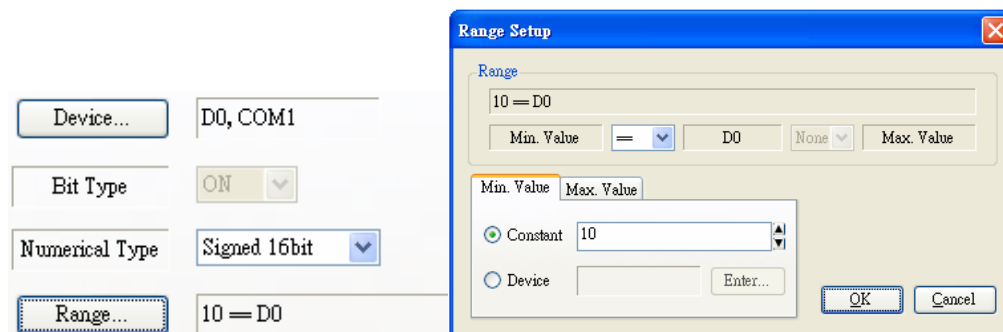 Device...
D0, COM1
Bit Type
ON
Numerical Type
Signed 16bit
Range...
10 == D0
Range Setup
Range
10 == D0
Min. Value
==
D0
None
Max. Value
Min. Value
Max. Value
Constant
10
Device
Enter...
OK
Cancel